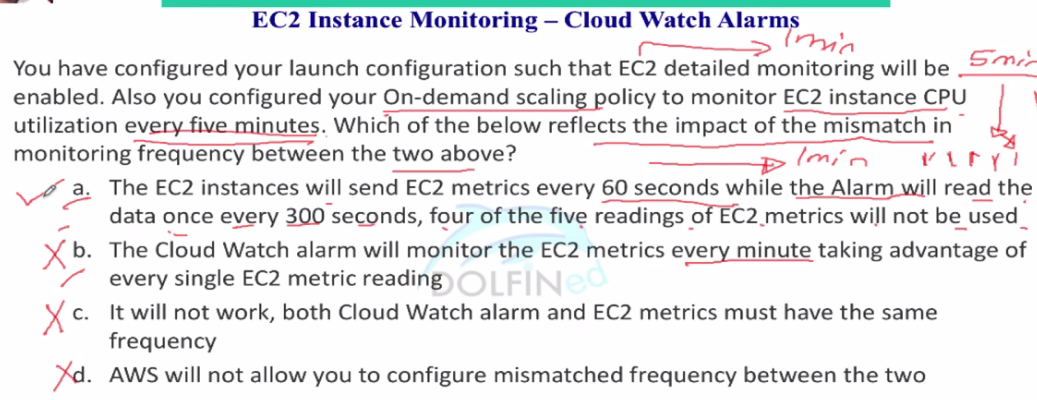 EC2 Instance Monitoring – Cloud Watch Alarms
1min
You have configured your launch configuration such that EC2 detailed monitoring will be 5min
enabled. Also you configured your On-demand scaling policy to monitor EC2 instance CPU
utilization every five minutes. Which of the below reflects the impact of the mismatch in
monitoring frequency between the two above? 1min
a. The EC2 instances will send EC2 metrics every 60 seconds while the Alarm will read the
data once every 300 seconds, four of the five readings of EC2 metrics will not be used
b. The Cloud Watch alarm will monitor the EC2 metrics every minute taking advantage of
every single EC2 metric reading
DOLFINed
c. It will not work, both Cloud Watch alarm and EC2 metrics must have the same
frequency
d. AWS will not allow you to configure mismatched frequency between the two